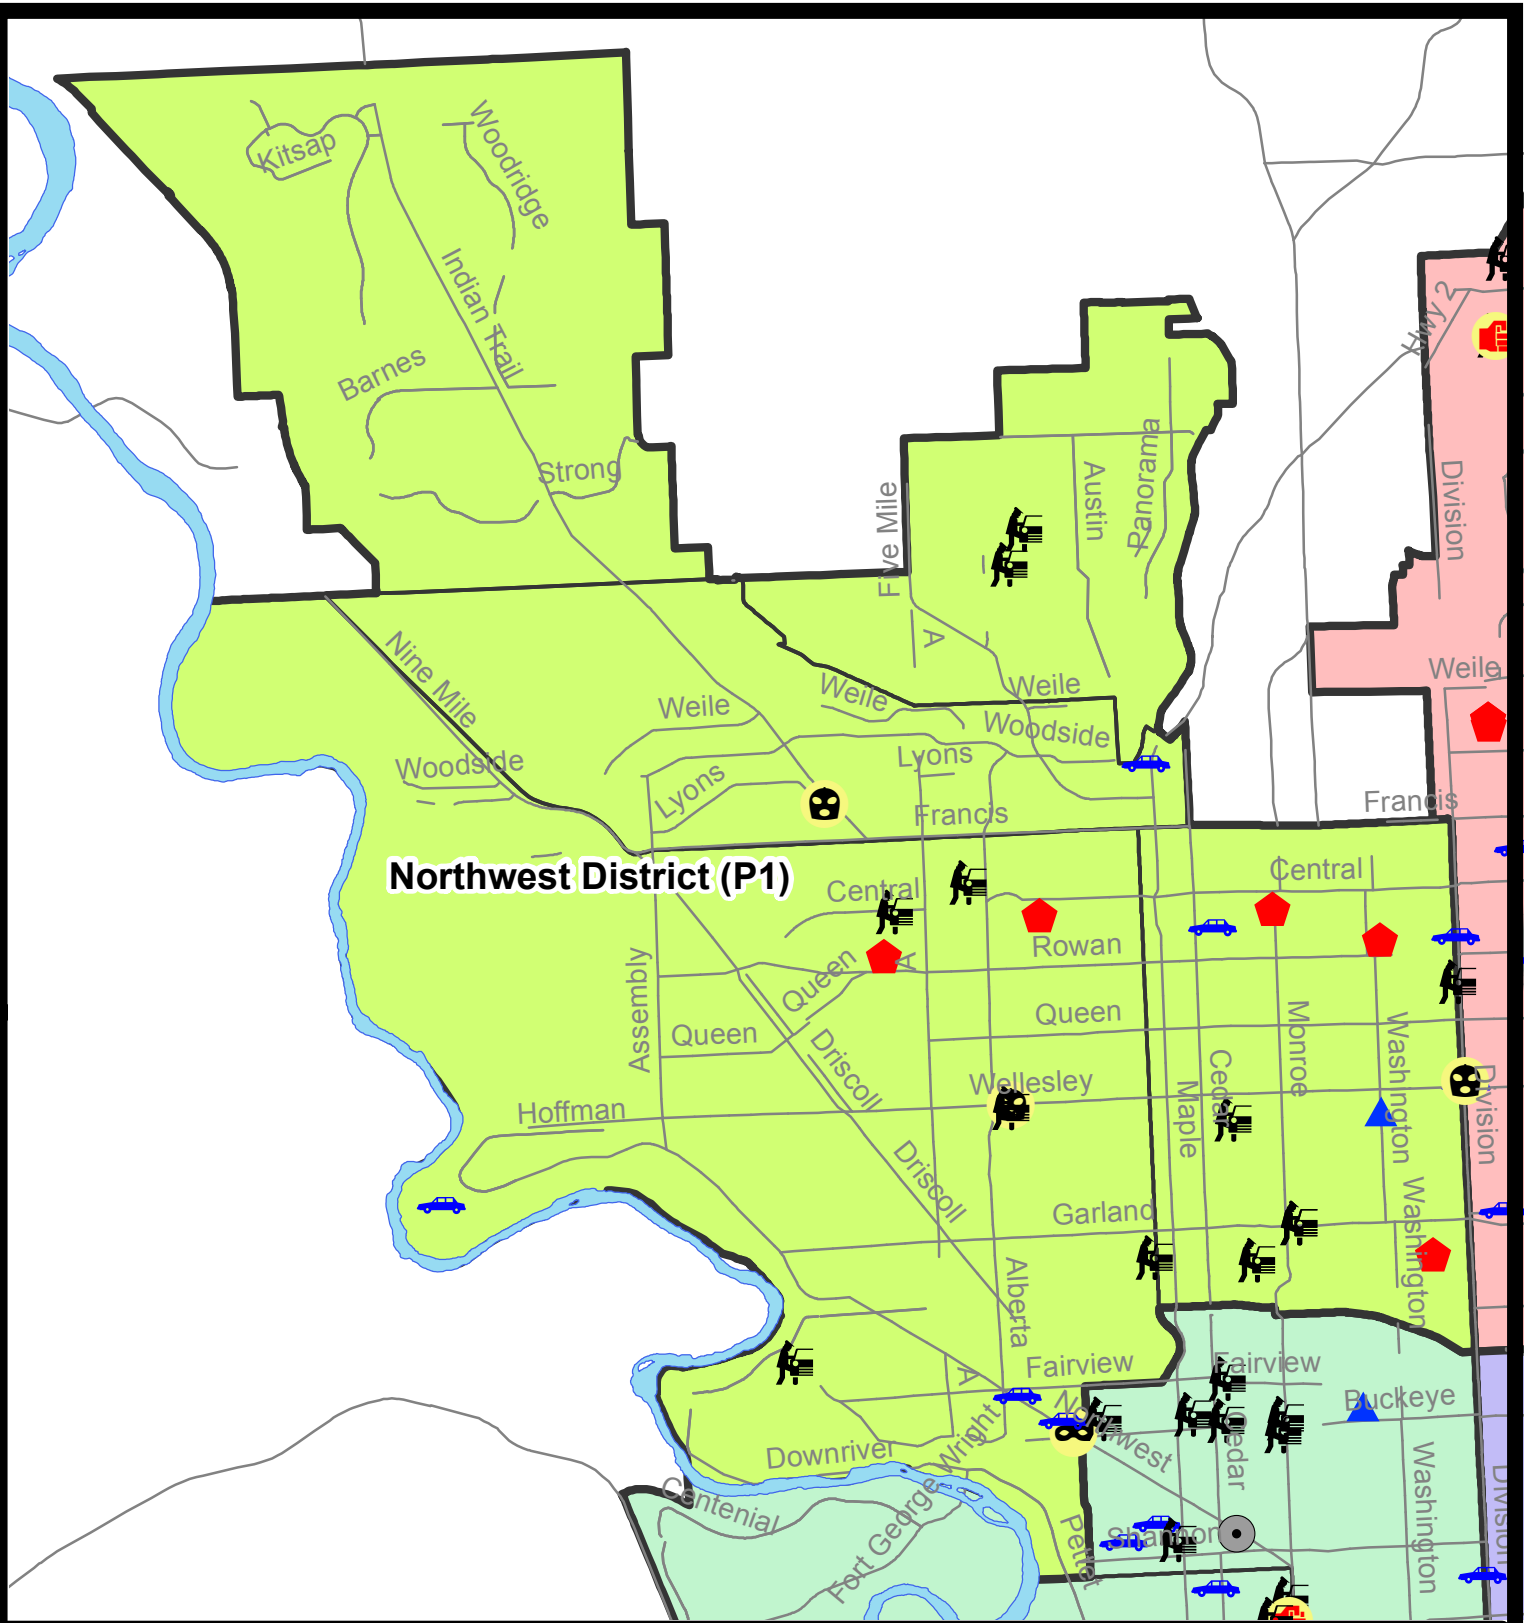 Kitsap
Woodridge
Indian Trail
Hwy 2
Barnes
Strong
Panorama
Austin
Division
Five Mile
A
Nine Mile
Weile
Weile
Weile
Weile
Woodside
Woodside
Lyons
Lyons
Francis
Francis
Northwest District (P1)
Central
Central
Rowan
A
Queen
Assembly
Queen
Queen
Monroe
Washington
Driscoll
Wellesley
Cedar
Maple
Division
Hoffman
Driscoll
Garland
Washington
Alberta
Fairview
Fairview
A
Buckeye
Northwest
Cedar
Wright
Downriver
Washington
Division
Centenial
Fort George
Pettet
Shannon